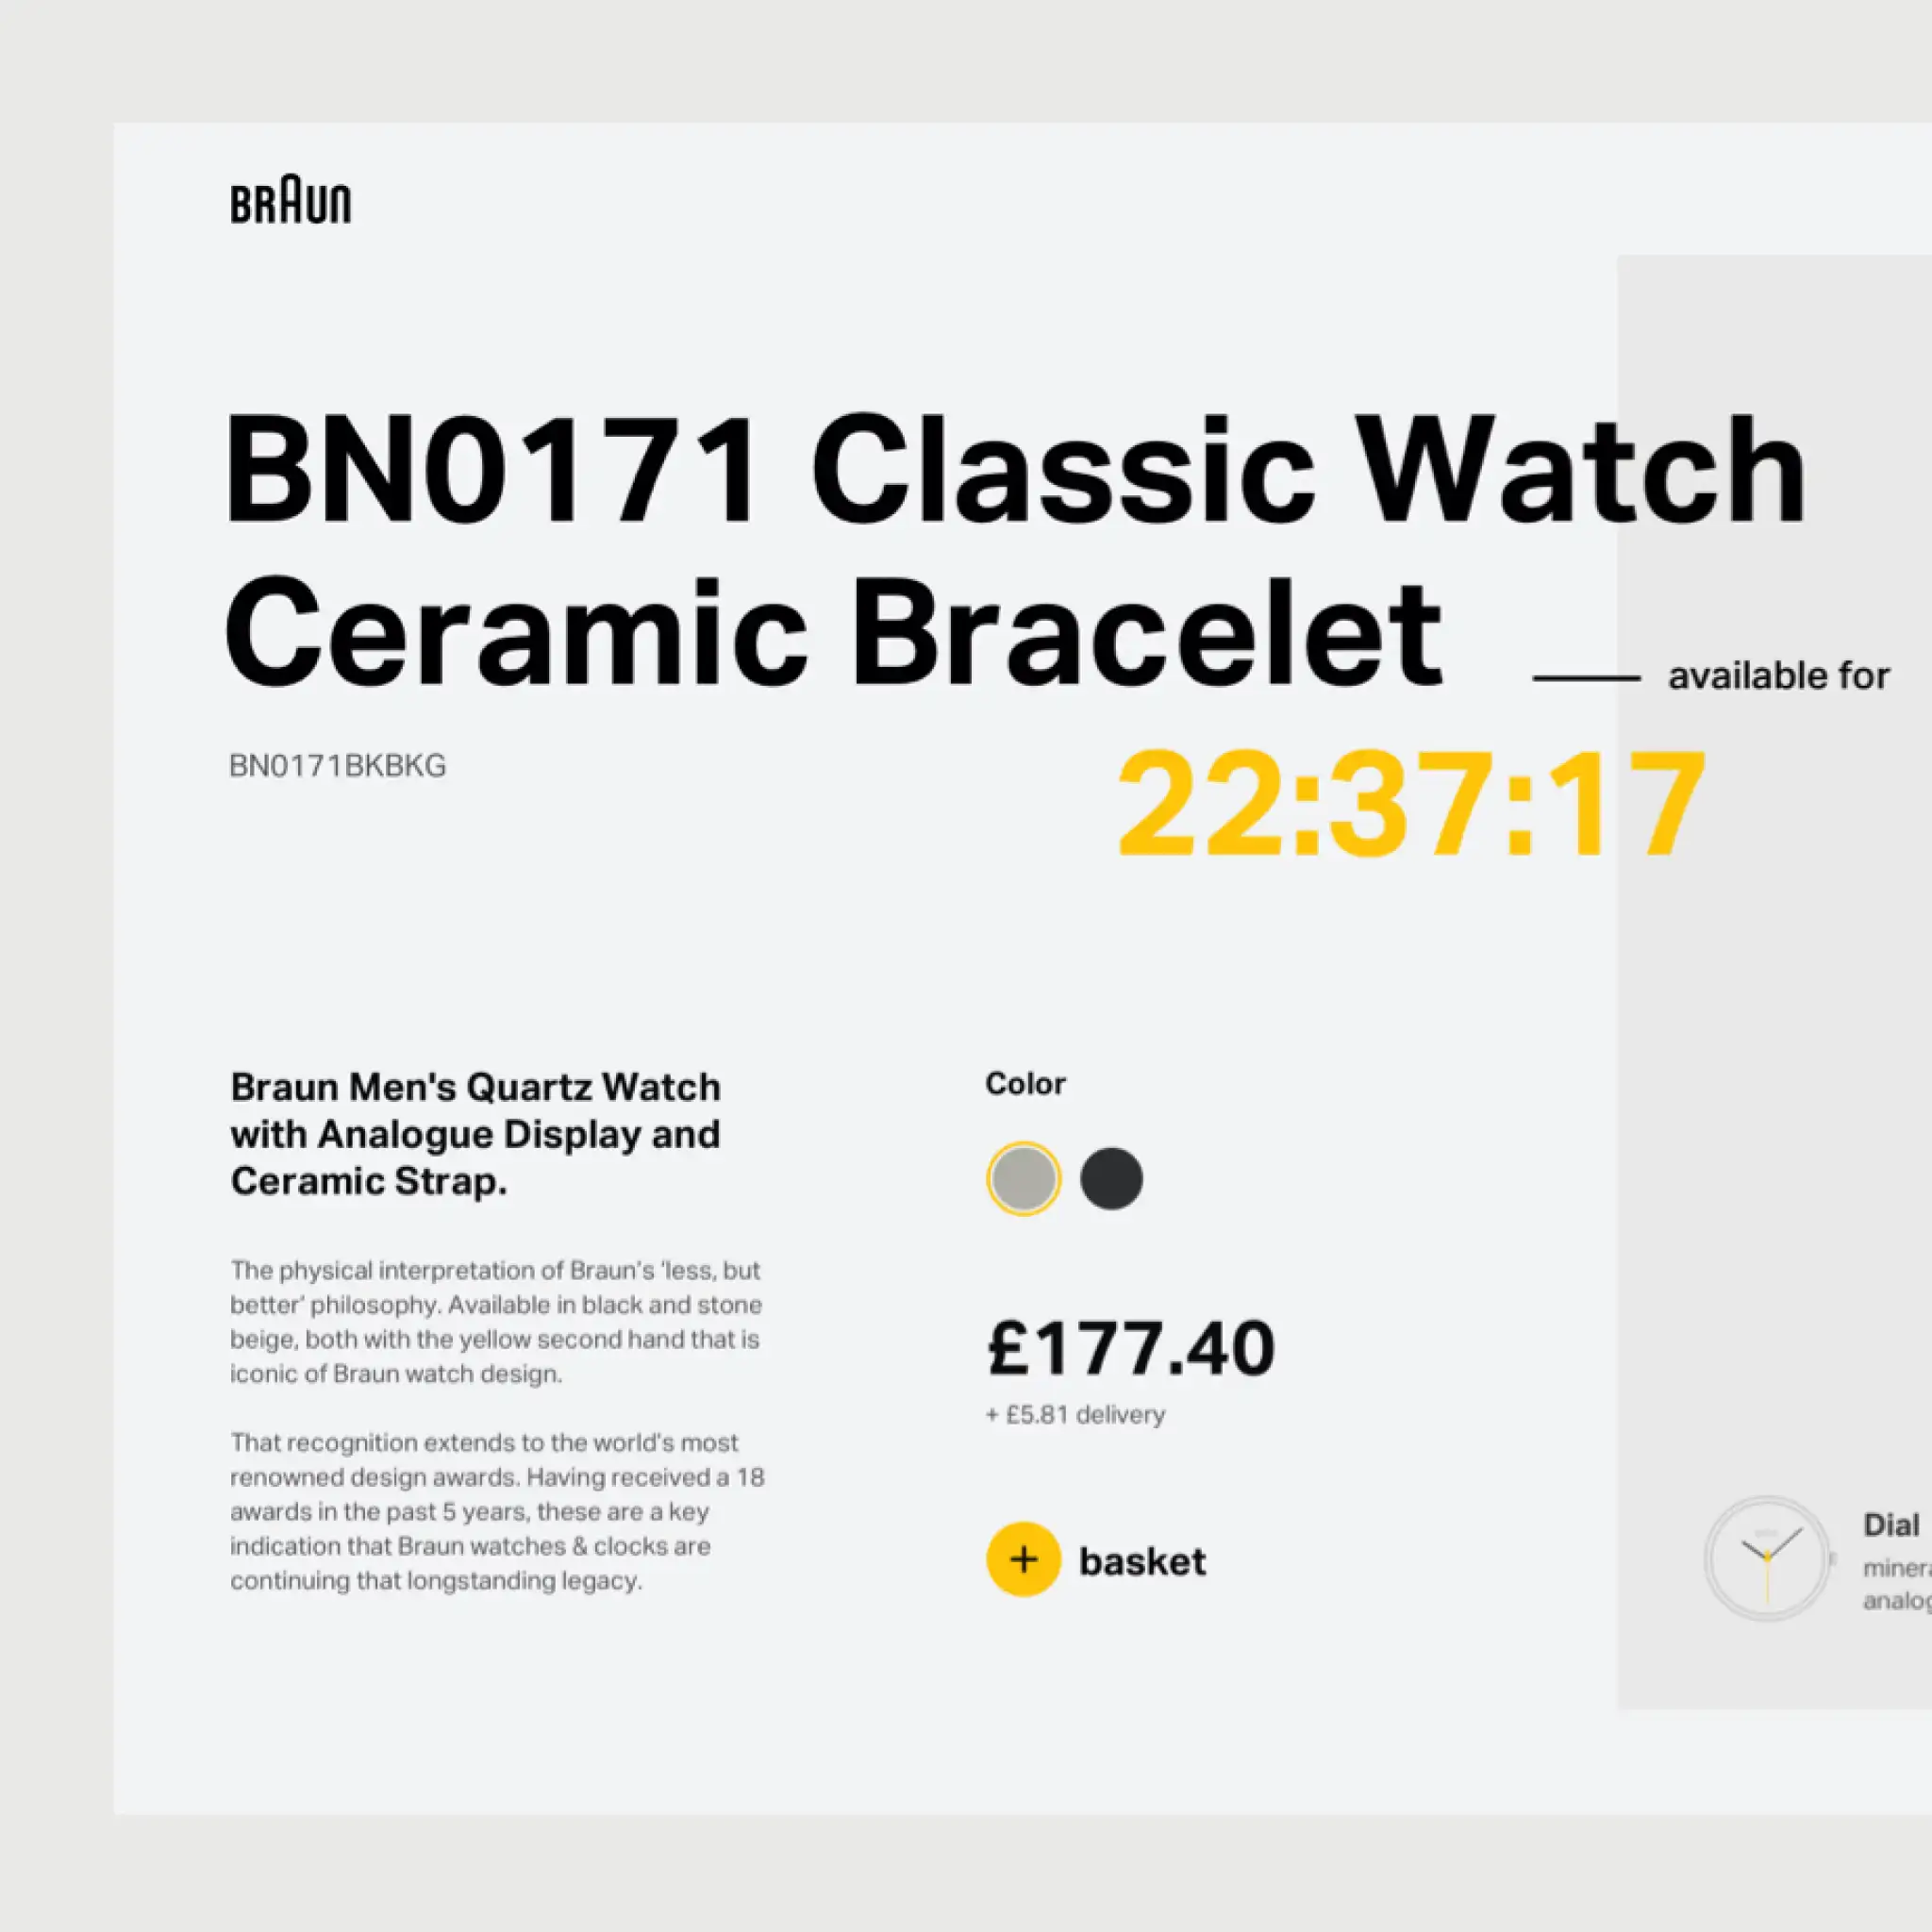 BRAUN
BN0171 Classic Watch
Ceramic Bracelet
available for
BN0171BKBKG
22:37:17
Braun Men's Quartz Watch
with Analogue Display and
Ceramic Strap.
The physical interpretation of Braun's ‘less, but
better’ philosophy. Available in black and stone
beige, both with the yellow second hand that is
iconic of Braun watch design.
That recognition extends to the world's most
renowned design awards. Having received a 18
awards in the past 5 years, these are a key
indication that Braun watches & clocks are
continuing that longstanding legacy.
Color
£177.40
+ £5.81 delivery
+ basket
Dial